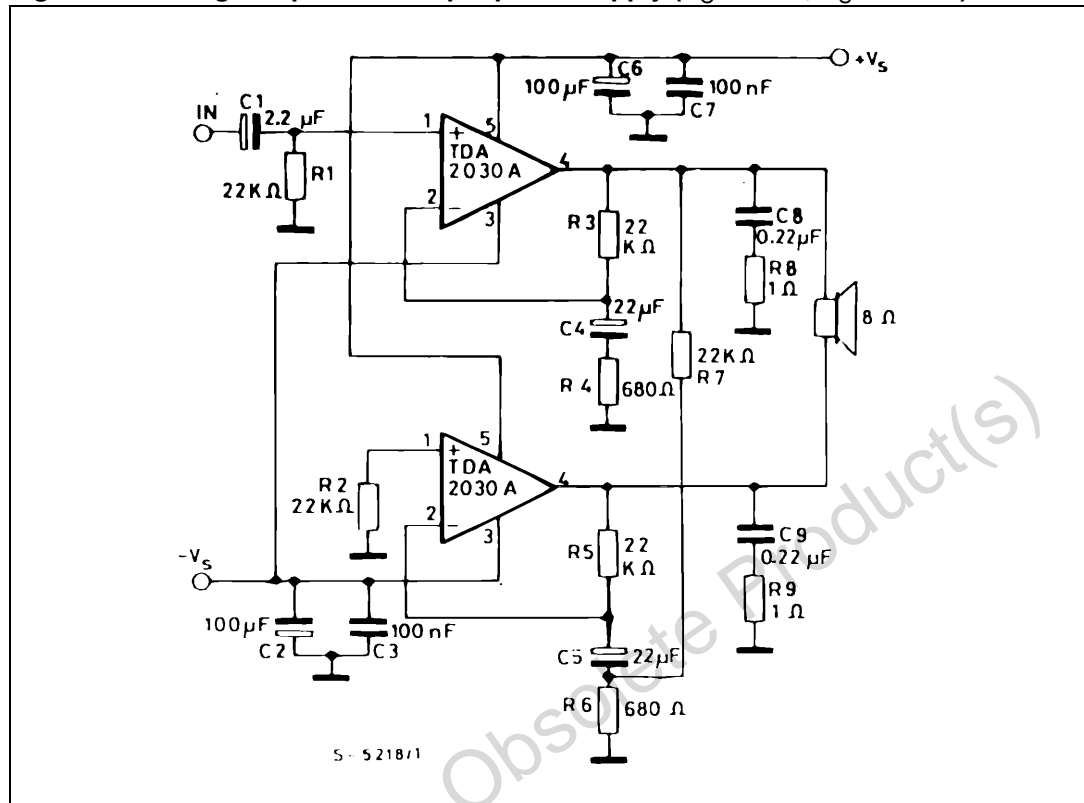 +Vs
C6
100µF
100 nF
C7
IN
C1
2.2 µF
R1
22KΩ
1
+
5
TDA
2030 A
4
2
−
3
R3
22
KΩ
C8
0.22µF
R8
1Ω
8 Ω
22µF
C4
R4
680Ω
22KΩ
R7
1
+
5
TDA
2030 A
4
2
−
3
R2
22KΩ
-Vs
R5
22
KΩ
C9
0.22 µF
R9
1Ω
100µF
C2
100nF
C3
C5
22µF
R6
680 Ω
S-5218/1
Obsolete Product(s)